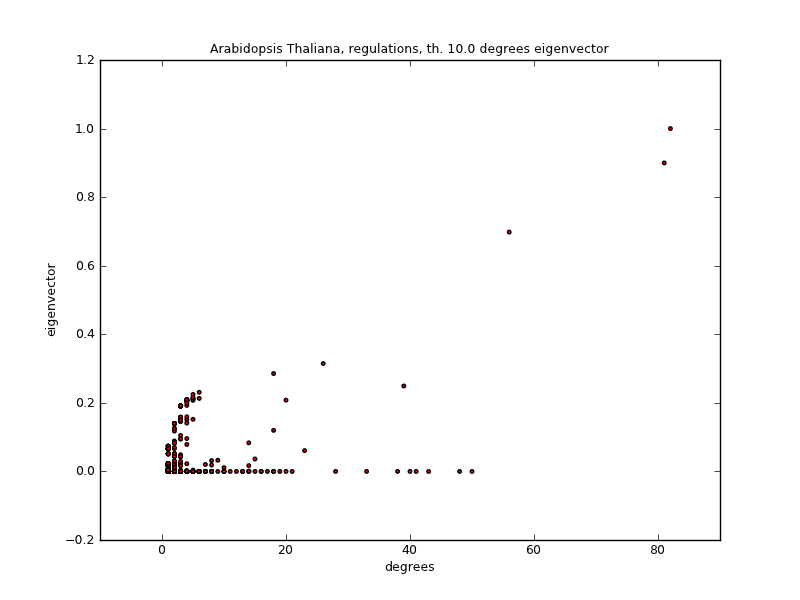 Arabidopsis Thaliana, regulations, th. 10.0 degrees eigenvector
1.2
1.0
0.8
0.6
0.4
0.2
0.0
−0.2
eigenvector
0 20 40 60 80
degrees